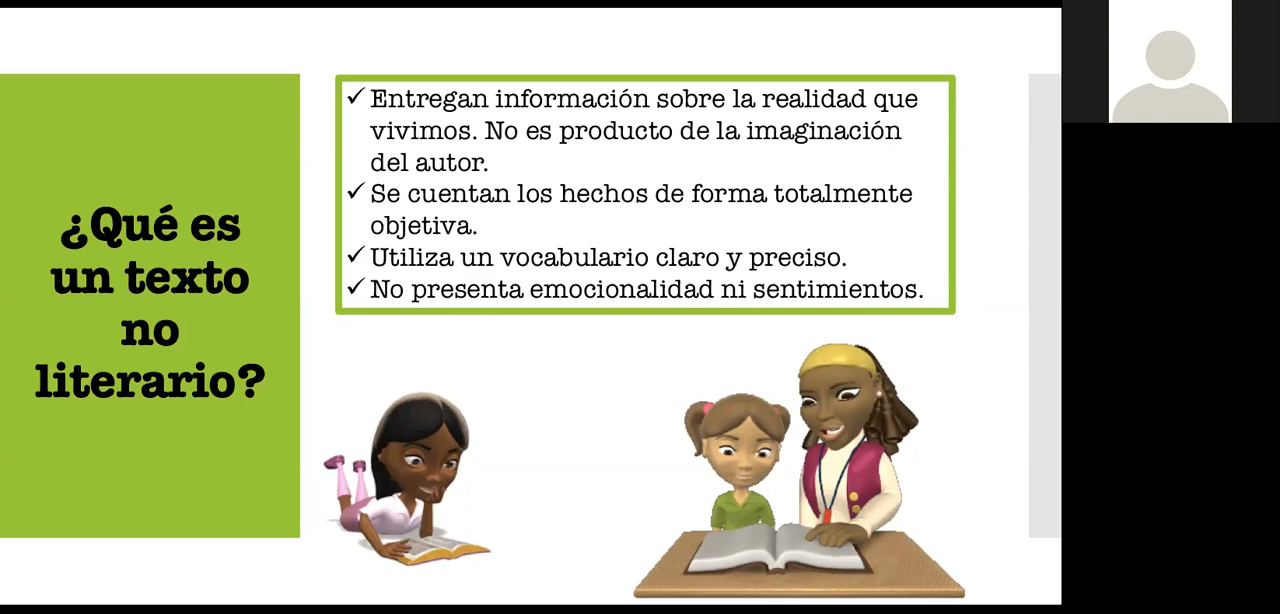 ¿Qué es
un texto
no
literario?
✓ Entregan información sobre la realidad que
vivimos. No es producto de la imaginación
del autor.
✓ Se cuentan los hechos de forma totalmente
objetiva.
✓ Utiliza un vocabulario claro y preciso.
✓ No presenta emocionalidad ni sentimientos.